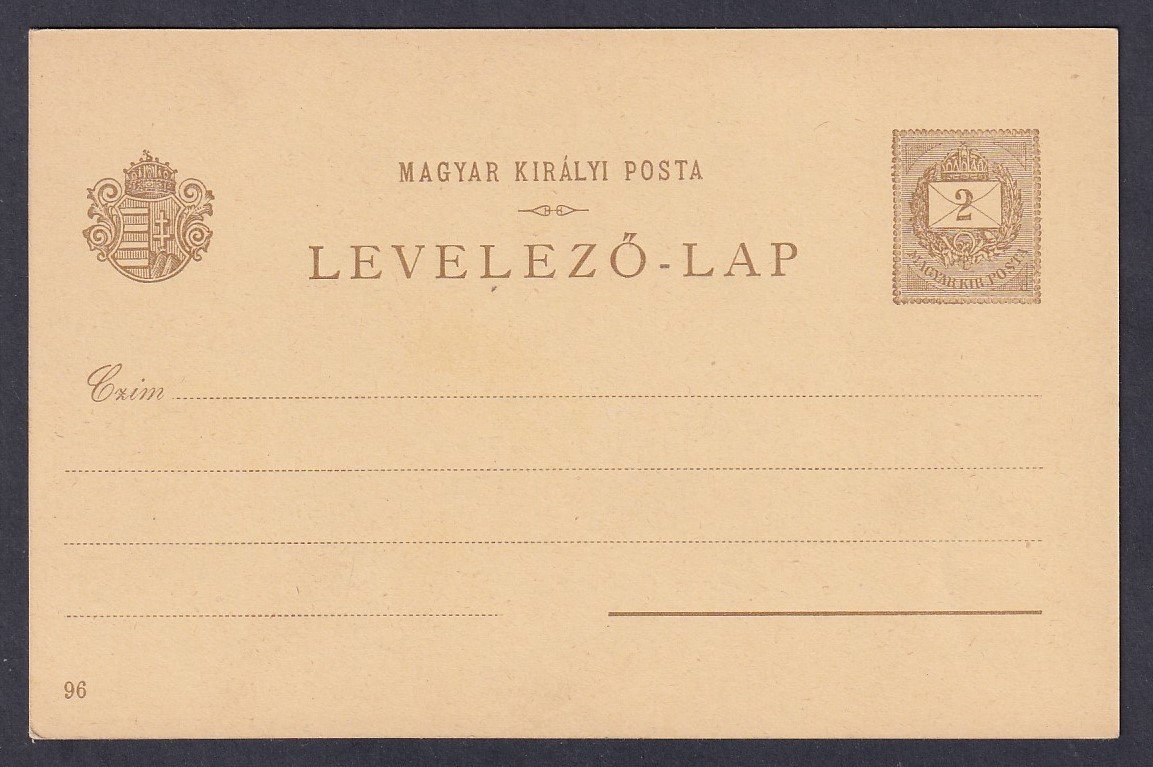 MAGYAR KIRÁLYI POSTA
2
MAGYAR KIR. POSTA
LEVELEZŐ-LAP
Czim
96